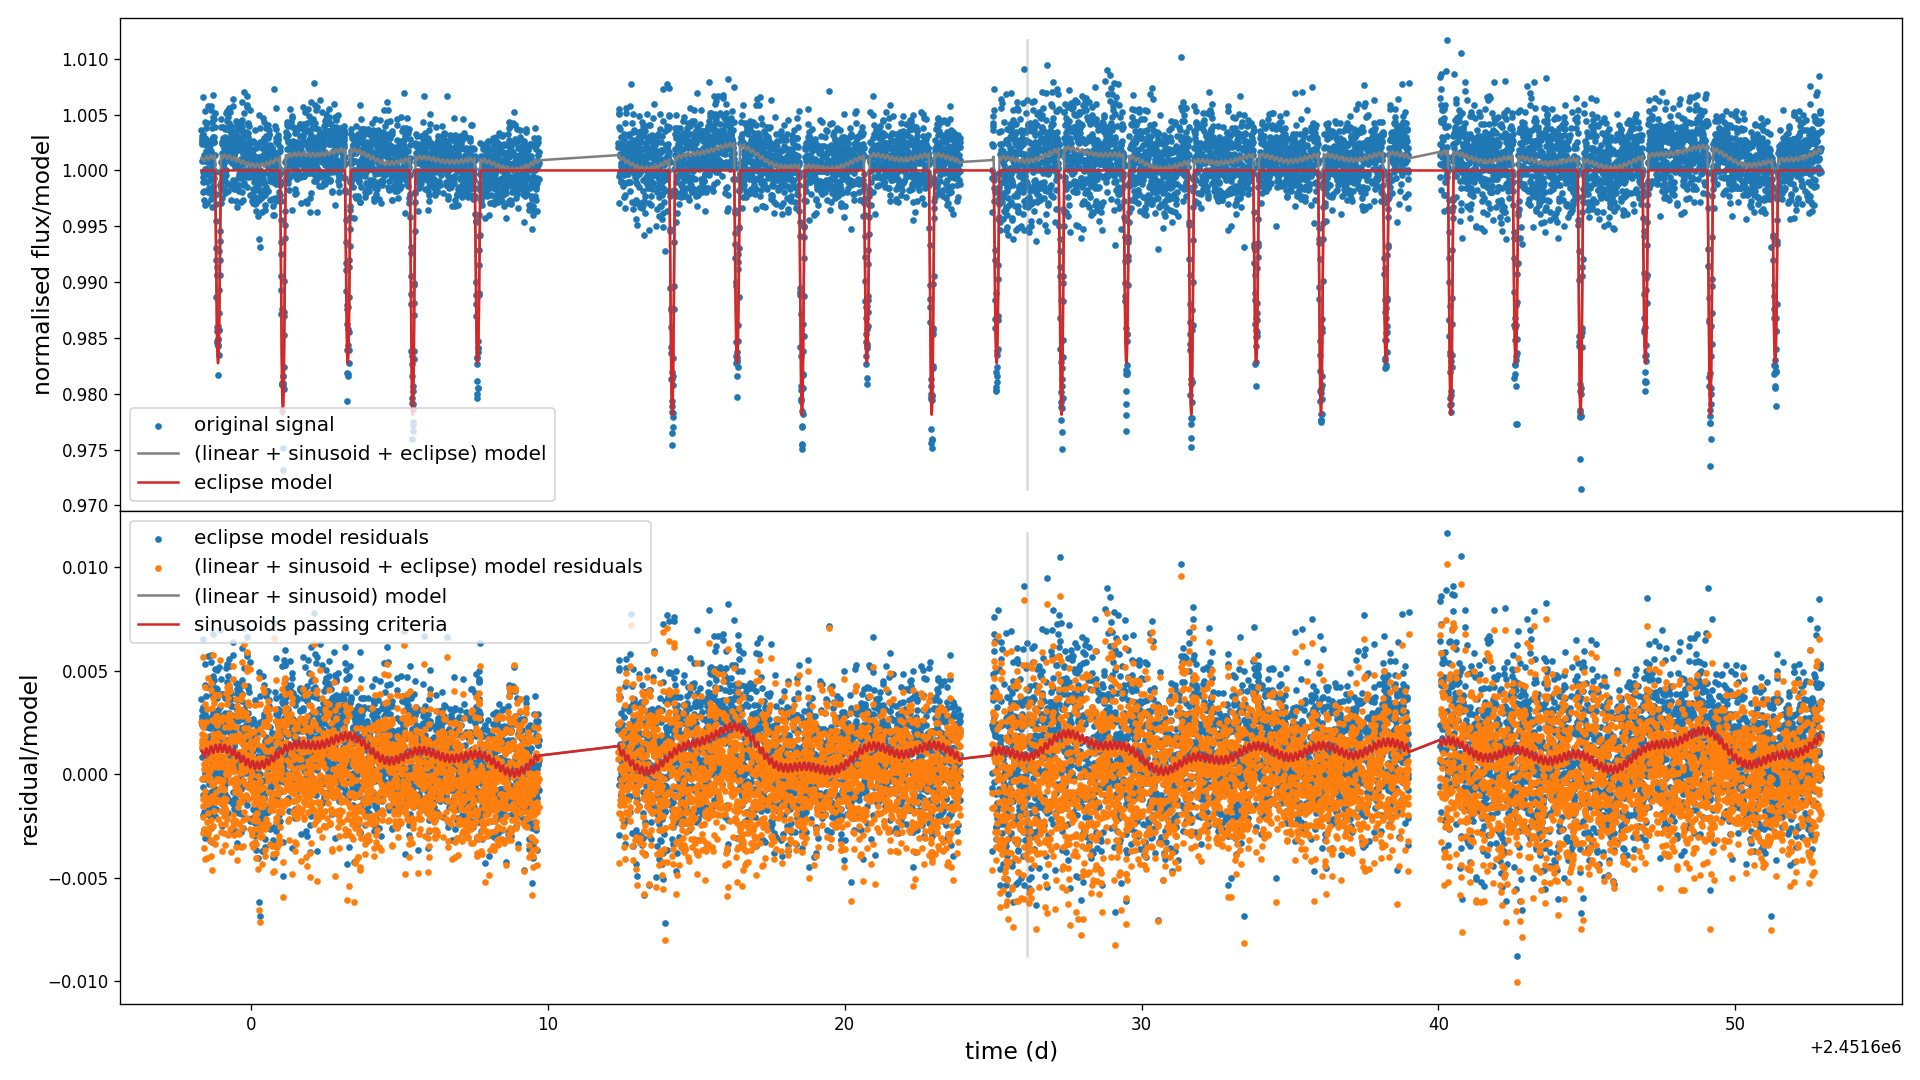 1.010
1.005
1.000
0.995
0.990
0.985
0.980
0.975
0.970
normalised flux/model
original signal
(linear + sinusoid + eclipse) model
eclipse model
eclipse model residuals
(linear + sinusoid + eclipse) model residuals
(linear + sinusoid) model
sinusoids passing criteria
0.010
0.005
0.000
−0.005
−0.010
residual/model
0 10 20 30 40 50
time (d)
+2.4516e6